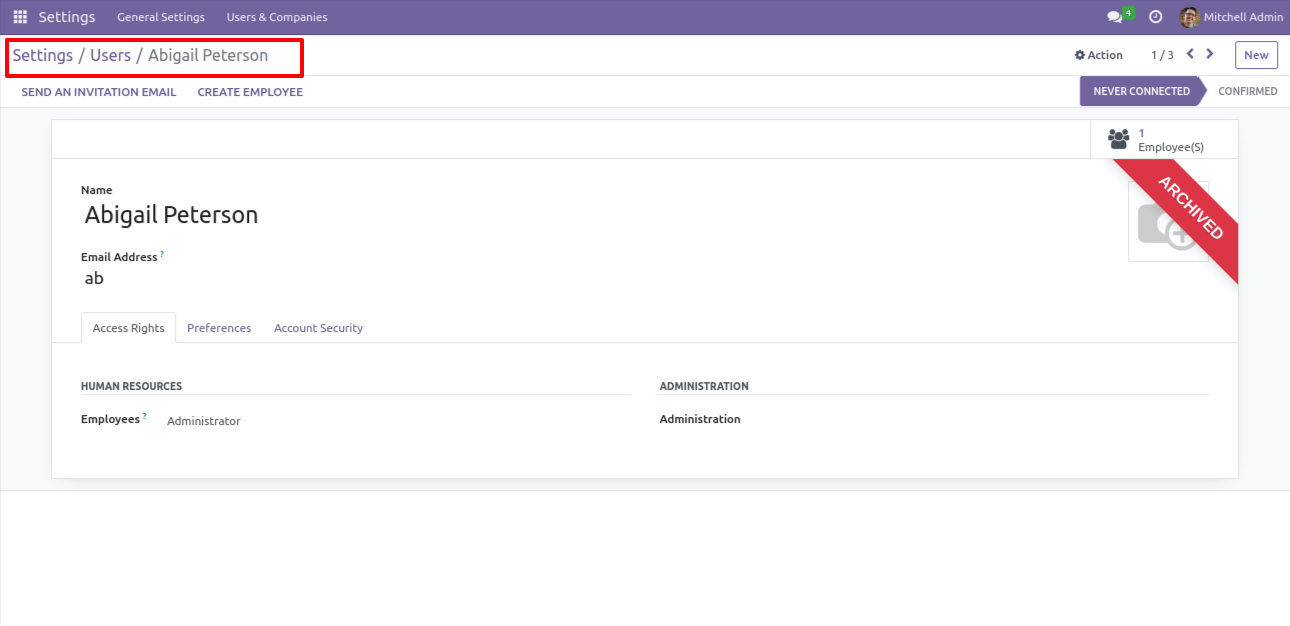 Settings General Settings Users & Companies 4 Mitchell Admin
Settings / Users / Abigail Peterson Action 1 / 3 New
SEND AN INVITATION EMAIL CREATE EMPLOYEE NEVER CONNECTED CONFIRMED
1
Employee(S)
ARCHIVED
Name
Abigail Peterson
Email Address ?
ab
Access Rights Preferences Account Security
HUMAN RESOURCES ADMINISTRATION
Employees ? Administrator Administration